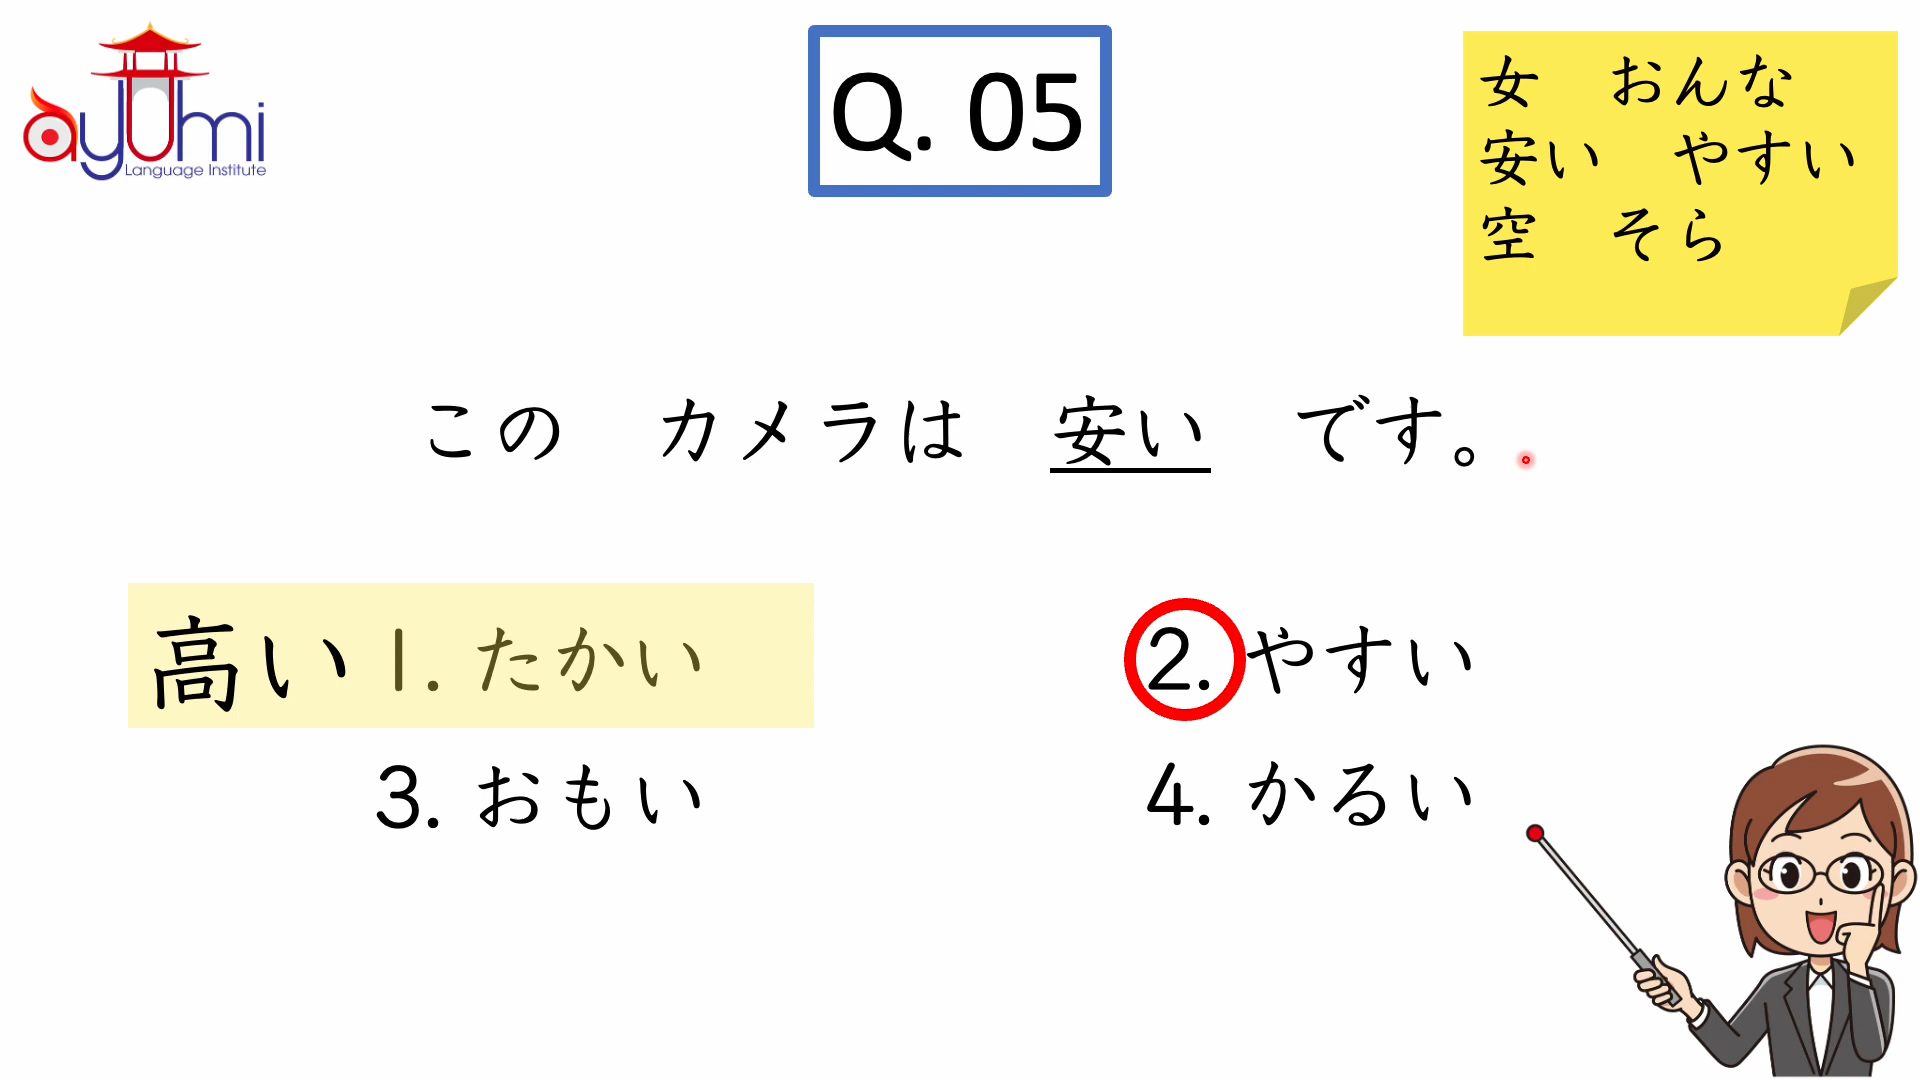 ayumi
Language Institute
Q. 05
女　おんな
安い　やすい
空　そら
この　カメラは　安い　です。
高い 1. たかい
2. やすい
3. おもい
4. かるい